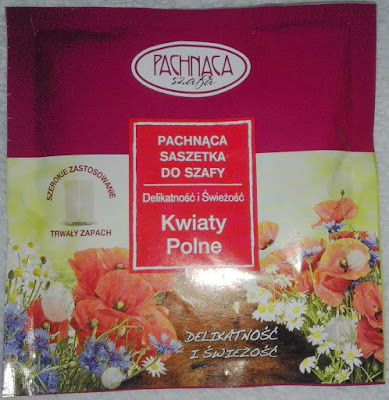 PACHNĄCA
szafa
PACHNĄCA
SASZETKA
DO SZAFY
Delikatność i Świeżość
Kwiaty
Polne
SZEROKIE ZASTOSOWANIE
TRWAŁY ZAPACH
DELIKATNOŚĆ
I ŚWIEŻOŚĆ